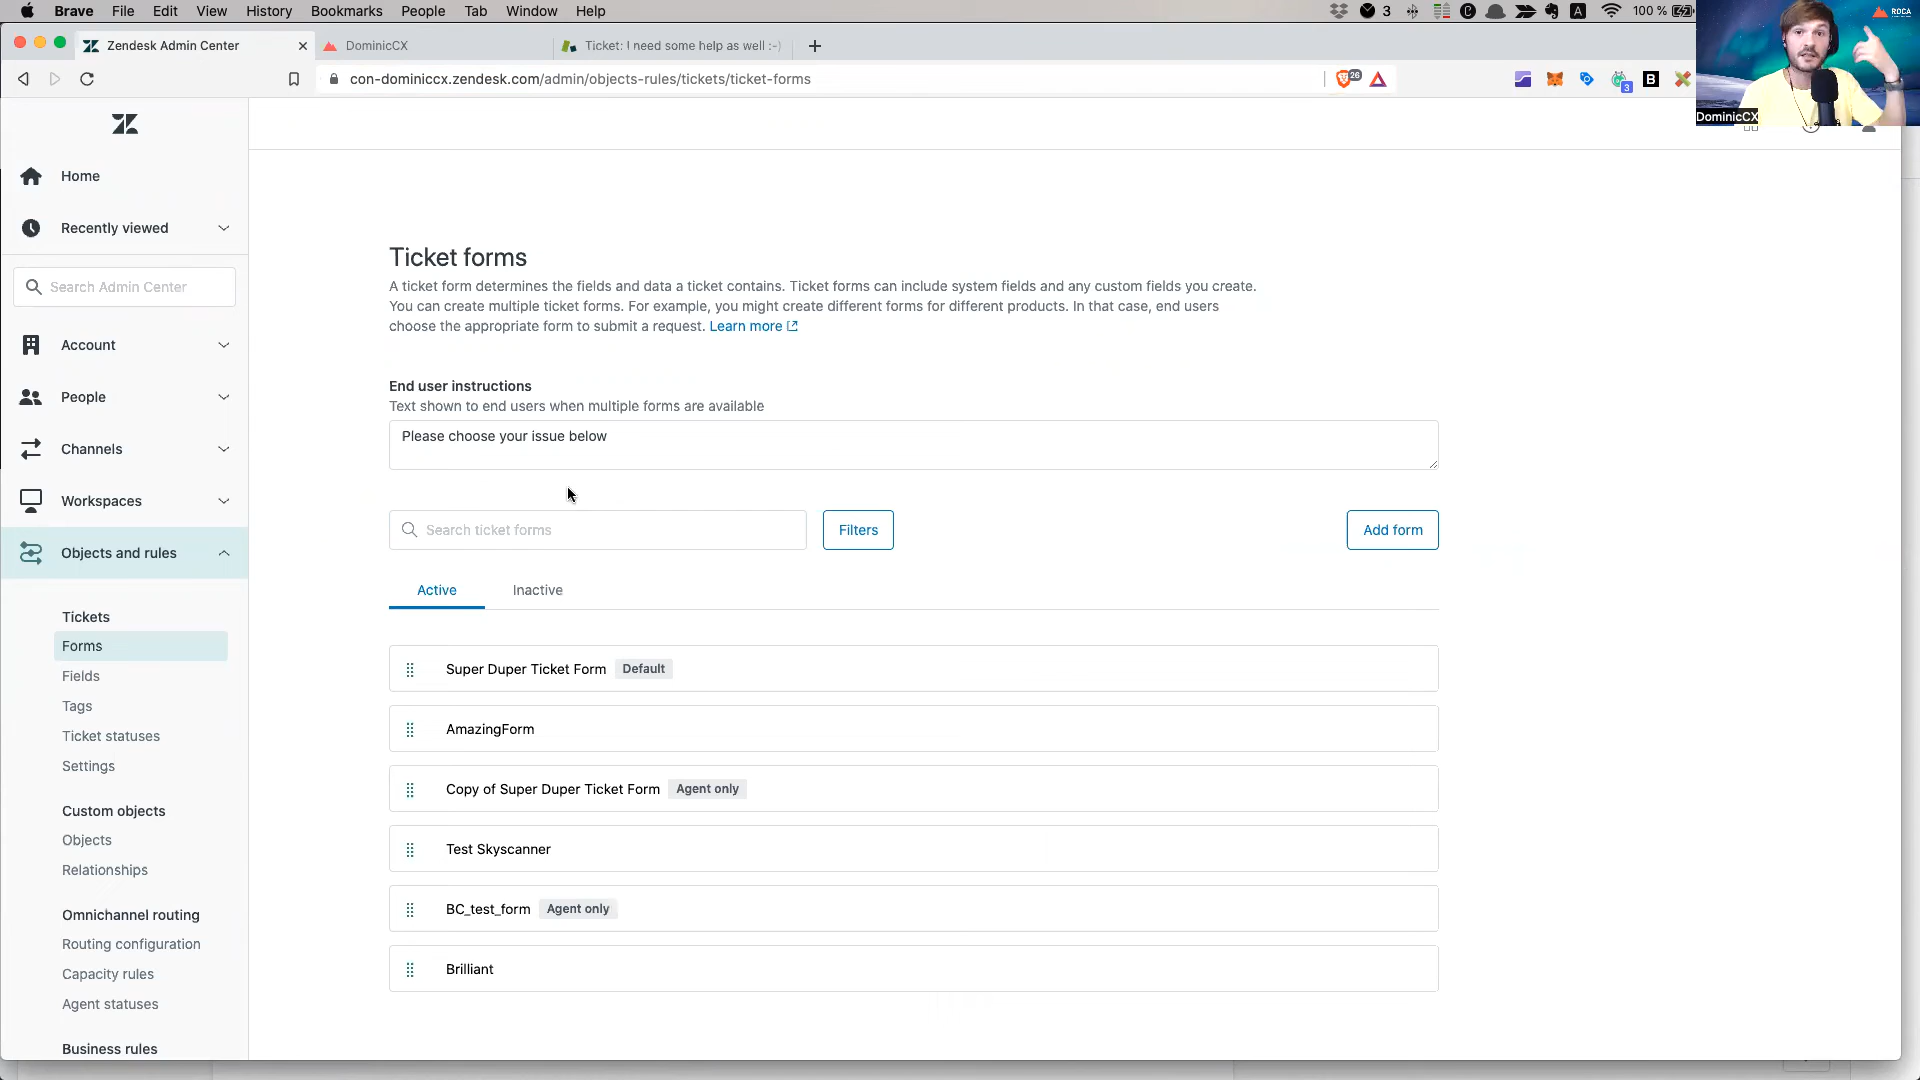 Brave File Edit View History Bookmarks People Tab Window Help
3
A
100 %
ROCA
Zendesk Admin Center
DominicCX
Ticket: I need some help as well :-)
con-dominiccx.zendesk.com/admin/objects-rules/tickets/ticket-forms
26
3
B
DominicCX
Home
Recently viewed
Search Admin Center
Account
People
Channels
Workspaces
Objects and rules
Tickets
Forms
Fields
Tags
Ticket statuses
Settings
Custom objects
Objects
Relationships
Omnichannel routing
Routing configuration
Capacity rules
Agent statuses
Business rules
Ticket forms
A ticket form determines the fields and data a ticket contains. Ticket forms can include system fields and any custom fields you create.
You can create multiple ticket forms. For example, you might create different forms for different products. In that case, end users
choose the appropriate form to submit a request. Learn more
End user instructions
Text shown to end users when multiple forms are available
Please choose your issue below
Search ticket forms
Filters
Add form
Active
Inactive
Super Duper Ticket Form Default
AmazingForm
Copy of Super Duper Ticket Form Agent only
Test Skyscanner
BC_test_form Agent only
Brilliant